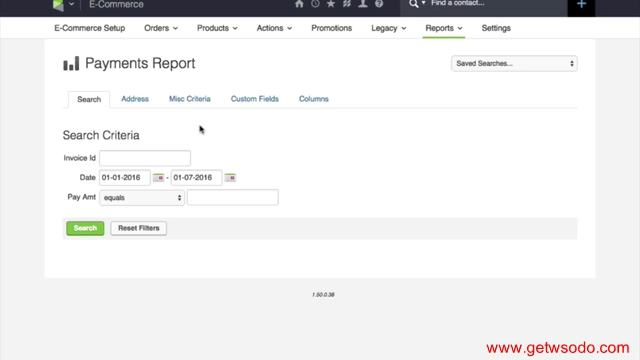 E-Commerce
Find a contact...
E-Commerce Setup Orders Products Actions Promotions Legacy Reports Settings
Payments Report
Saved Searches...
Search Address Misc Criteria Custom Fields Columns
Search Criteria
Invoice Id
Date 01-01-2016 - 01-07-2016
Pay Amt equals
Search Reset Filters
1.50.0.38
www.getwsodo.com